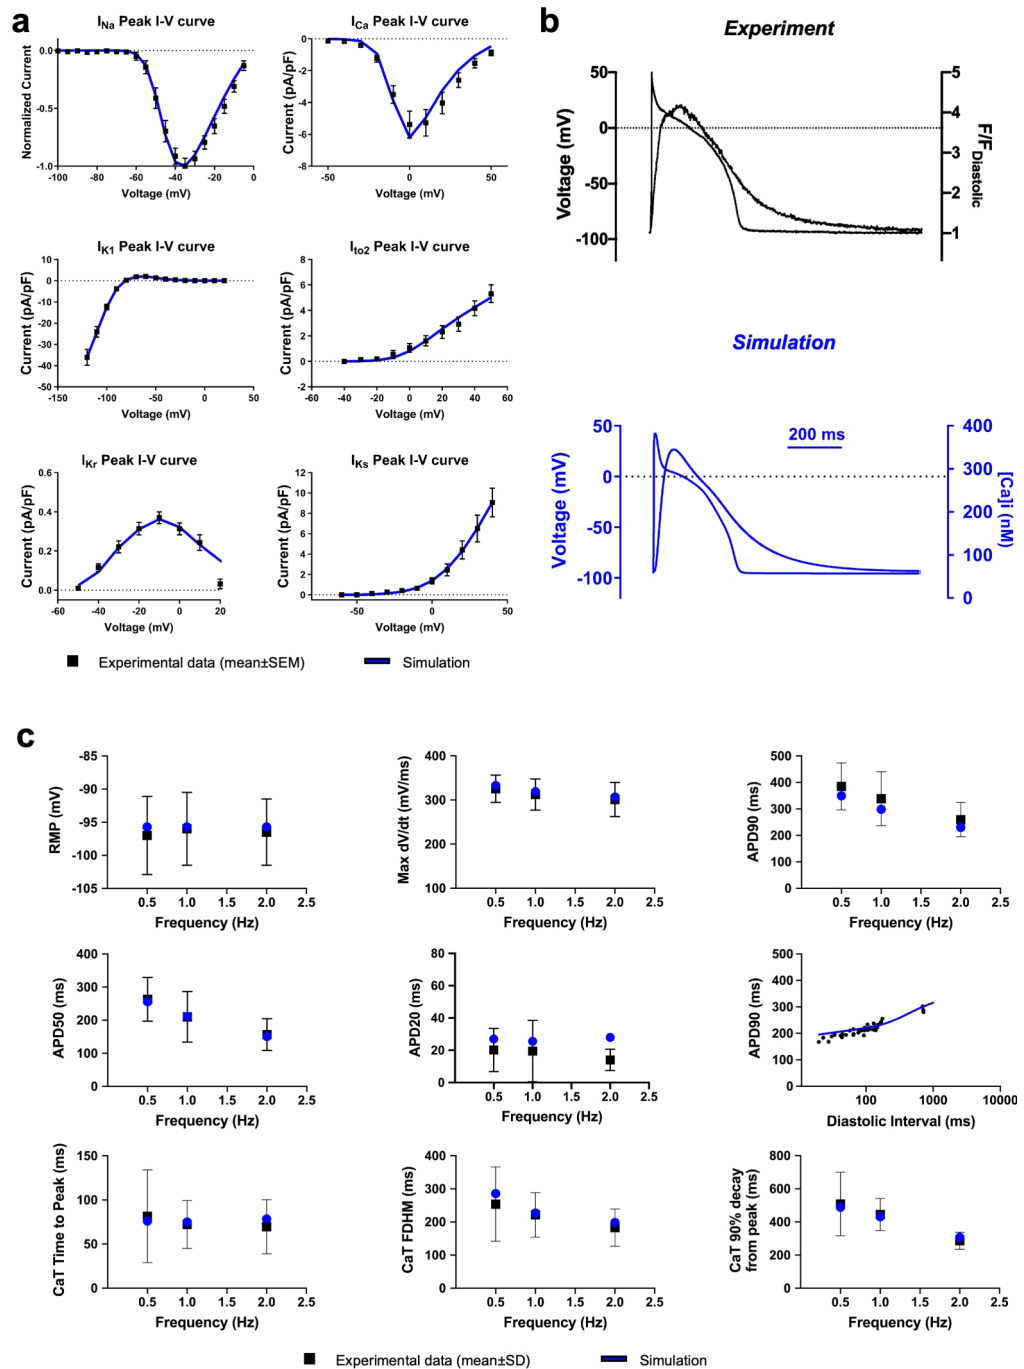 a
I_Na Peak I-V curve
Normalized Current
0.0
-0.5
-1.0
-100 -80 -60 -40 -20 0
Voltage (mV)
I_Ca Peak I-V curve
Current (pA/pF)
0
-2
-4
-6
-8
-50 0 50
Voltage (mV)
I_K1 Peak I-V curve
Current (pA/pF)
10
0
-10
-20
-30
-40
-50
-150 -100 -50 0 50
Voltage (mV)
I_to2 Peak I-V curve
Current (pA/pF)
8
6
4
2
0
-2
-60 -40 -20 0 20 40 60
Voltage (mV)
I_Kr Peak I-V curve
Current (pA/pF)
0.6
0.4
0.2
0.0
-60 -40 -20 0 20
Voltage (mV)
I_Ks Peak I-V curve
Current (pA/pF)
12
10
8
6
4
2
0
-50 0 50
Voltage (mV)
Experimental data (mean±SEM) Simulation
b
Experiment
Voltage (mV)
50
0
-50
-100
5
4
3
2
1
F/F_Diastolic
Simulation
Voltage (mV)
50
0
-50
-100
200 ms
400
300
200
100
0
[Ca]i (nM)
c
RMP (mV)
-85
-90
-95
-100
-105
0.5 1.0 1.5 2.0 2.5
Frequency (Hz)
Max dV/dt (mV/ms)
400
300
200
100
0.5 1.0 1.5 2.0 2.5
Frequency (Hz)
APD90 (ms)
500
400
300
200
100
0
0.5 1.0 1.5 2.0 2.5
Frequency (Hz)
APD50 (ms)
400
300
200
100
0
0.5 1.0 1.5 2.0 2.5
Frequency (Hz)
APD20 (ms)
80
60
40
20
0
0.5 1.0 1.5 2.0 2.5
Frequency (Hz)
APD90 (ms)
500
400
300
200
100
0
100 1000 10000
Diastolic Interval (ms)
CaT Time to Peak (ms)
150
100
50
0
0.5 1.0 1.5 2.0 2.5
Frequency (Hz)
CaT FDHM (ms)
400
300
200
100
0
0.5 1.0 1.5 2.0 2.5
Frequency (Hz)
CaT 90% decay
from peak (ms)
800
600
400
200
0
0.5 1.0 1.5 2.0 2.5
Frequency (Hz)
Experimental data (mean±SD) Simulation